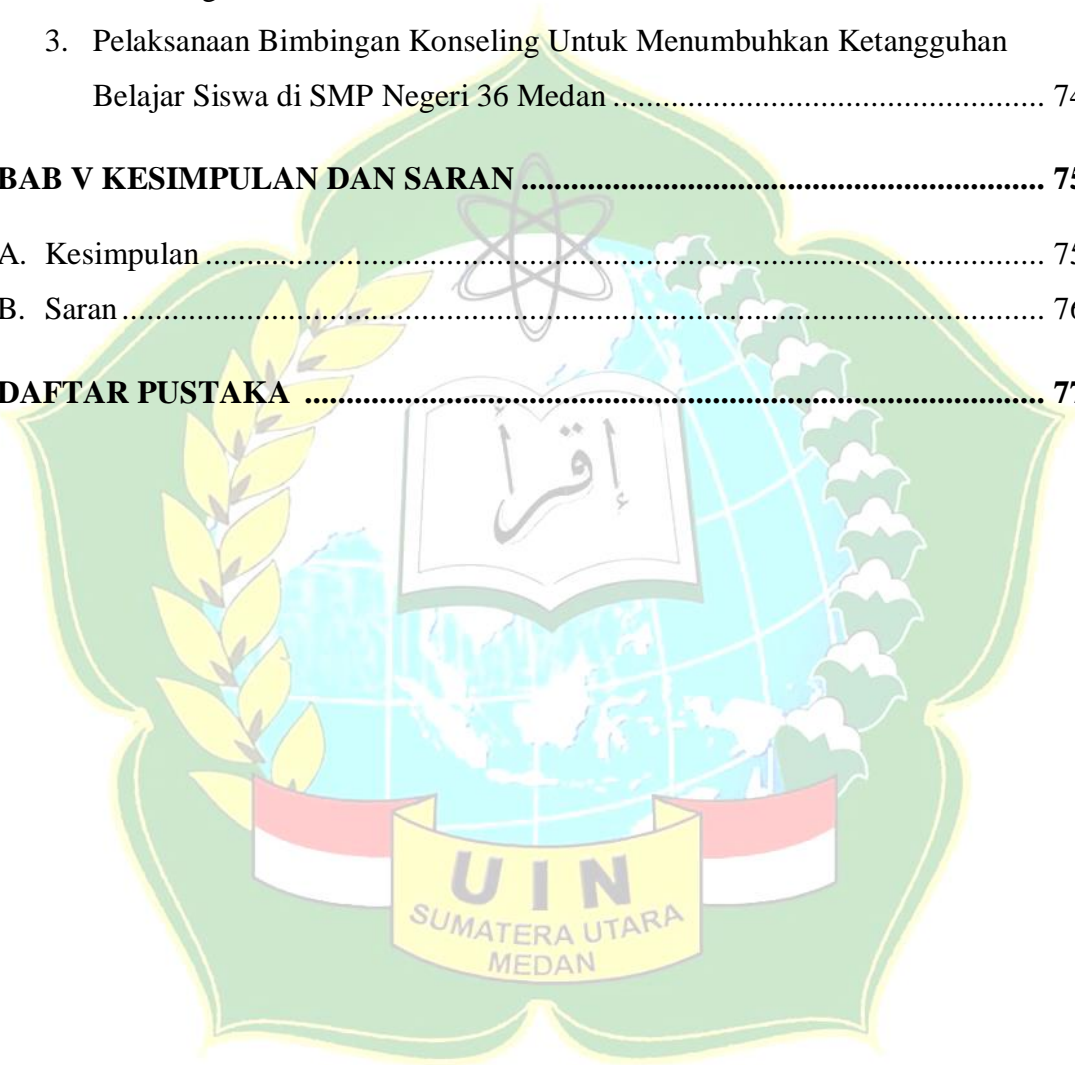 3. Pelaksanaan Bimbingan Konseling Untuk Menumbuhkan Ketangguhan
Belajar Siswa di SMP Negeri 36 Medan ............................................. 74
BAB V KESIMPULAN DAN SARAN ................................................................ 75
A. Kesimpulan ....................................................................................................... 75
B. Saran ................................................................................................................. 76
DAFTAR PUSTAKA ........................................................................................... 77
إقرأ
UIN
SUMATERA UTARA
MEDAN